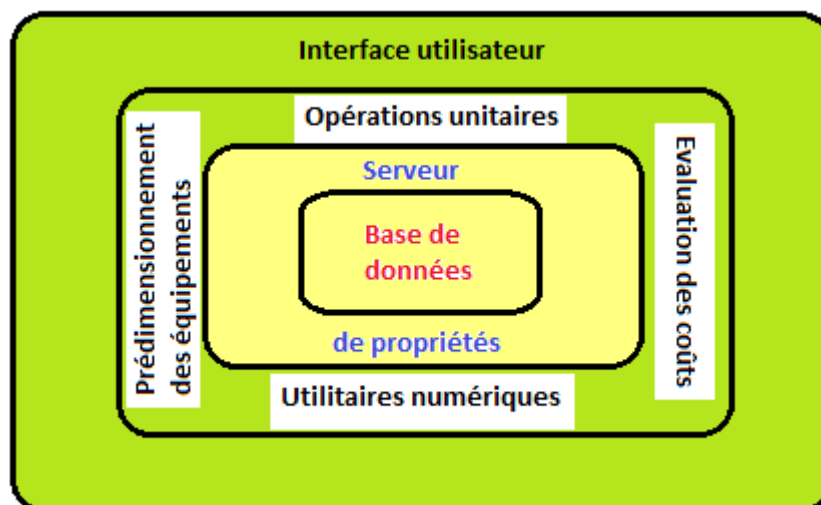 Interface utilisateur
Opérations unitaires
Prédimensionnement
des équipements
Serveur
Base de
données
de propriétés
Evaluation des coûts
Utilitaires numériques